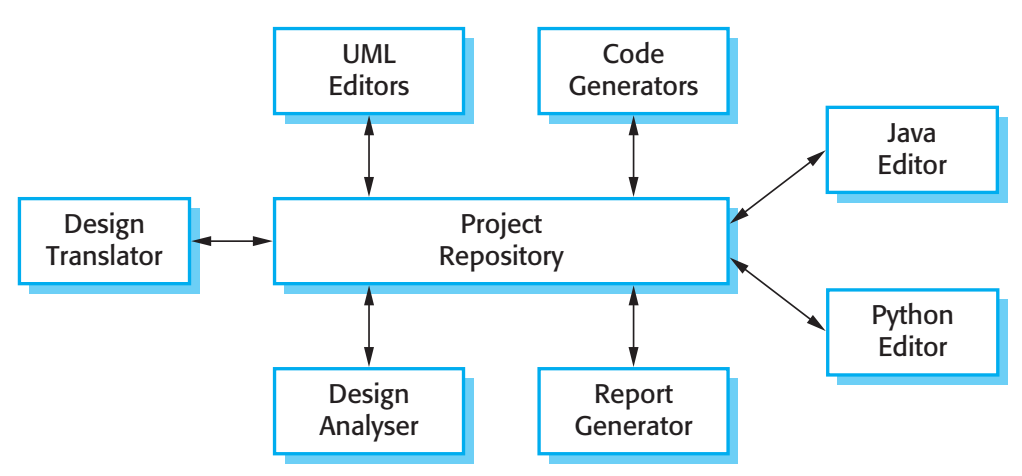 UML
Editors
Code
Generators
Java
Editor
Design
Translator
Project
Repository
Python
Editor
Design
Analyser
Report
Generator